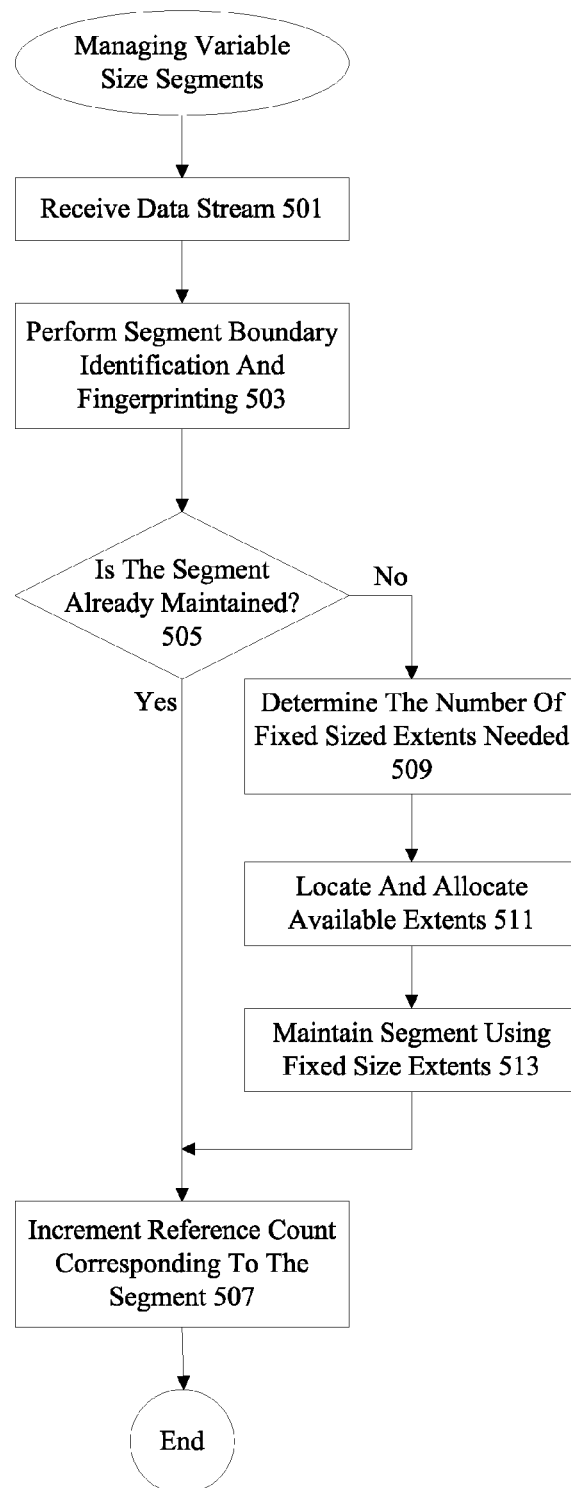 Managing Variable
Size Segments
Receive Data Stream 501
Perform Segment Boundary
Identification And
Fingerprinting 503
Is The Segment
Already Maintained?
505
No
Yes
Determine The Number Of
Fixed Sized Extents Needed
509
Locate And Allocate
Available Extents 511
Maintain Segment Using
Fixed Size Extents 513
Increment Reference Count
Corresponding To The
Segment 507
End